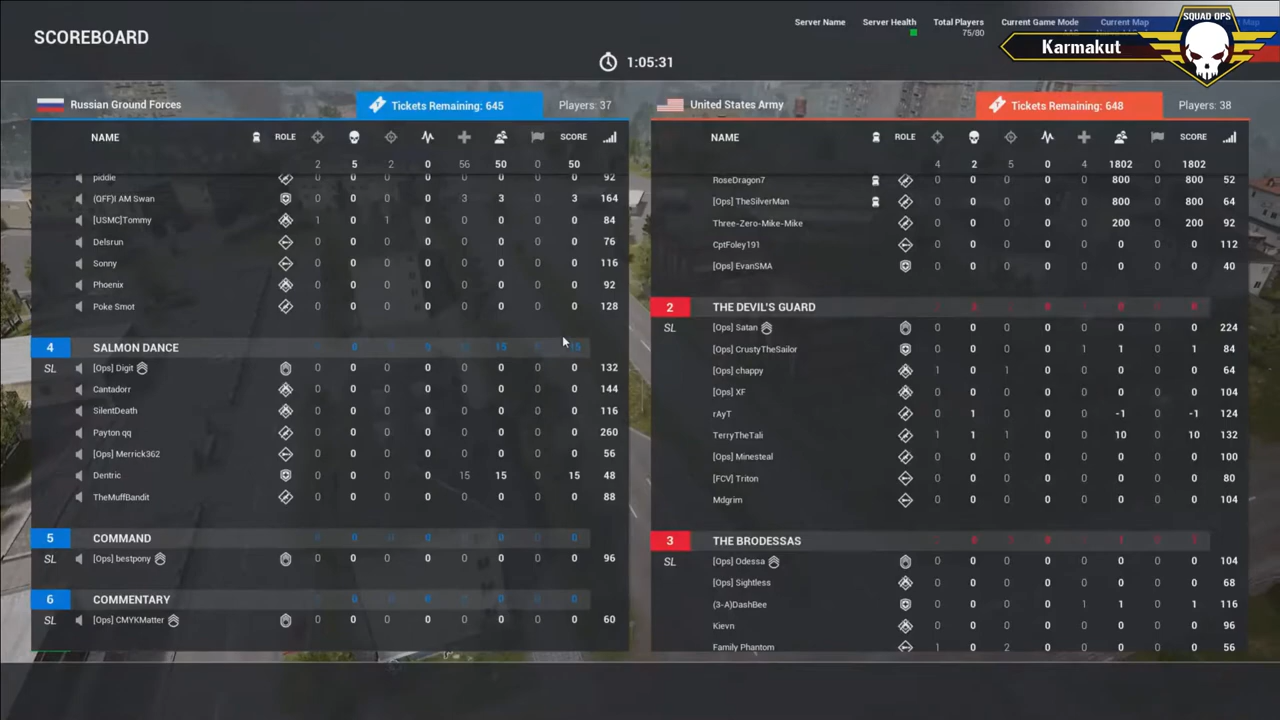 SCOREBOARD
Server Name Server Health Total Players Current Game Mode Current Map
75/80
SQUAD OPS
Karmakut
1:05:31
Russian Ground Forces Tickets Remaining: 645 Players: 37
NAME ROLE SCORE
2 5 2 0 56 50 0 50
piddie 0 0 0 0 0 0 0 0 92
(QFF)I AM Swan 0 0 0 0 3 3 0 3 164
[USMC]Tommy 1 0 1 0 0 0 0 0 84
Delsrun 0 0 0 0 0 0 0 0 76
Sonny 0 0 0 0 0 0 0 0 116
Phoenix 0 0 0 0 0 0 0 0 92
Poke Smot 0 0 0 0 0 0 0 0 128
4 SALMON DANCE 0 0 15 15
SL [Ops] Digit 0 0 0 0 0 0 0 0 132
Cantadorr 0 0 0 0 0 0 0 0 144
SilentDeath 0 0 0 0 0 0 0 0 116
Payton qq 0 0 0 0 0 0 0 0 260
[Ops] Merrick362 0 0 0 0 0 0 0 0 56
Dentric 0 0 0 0 15 15 0 15 48
TheMuffBandit 0 0 0 0 0 0 0 0 88
5 COMMAND 0 0 0 0 0 0 0 0
SL [Ops] bestpony 0 0 0 0 0 0 0 0 96
6 COMMENTARY 0 0 0 0 0 0 0 0
SL [Ops] CMYKMatter 0 0 0 0 0 0 0 0 60
United States Army Tickets Remaining: 648 Players: 38
NAME ROLE SCORE
4 2 5 0 4 1802 0 1802
RoseDragon7 0 0 0 0 0 800 0 800 52
[Ops] TheSilverMan 0 0 0 0 0 800 0 800 64
Three-Zero-Mike-Mike 0 0 0 0 0 200 0 200 92
CptFoley191 0 0 0 0 0 0 0 0 112
[Ops] EvanSMA 0 0 0 0 0 0 0 0 40
2 THE DEVIL'S GUARD
SL [Ops] Satan 0 0 0 0 0 0 0 0 224
[Ops] CrustyTheSailor 0 0 0 0 1 1 0 1 84
[Ops] chappy 1 0 1 0 0 0 0 0 64
[Ops] XF 0 0 0 0 0 0 0 0 104
rAyT 0 1 0 0 0 -1 0 -1 124
TerryTheTali 1 1 1 0 0 10 0 10 132
[Ops] Minesteal 0 0 0 0 0 0 0 0 100
[FCV] Triton 0 0 0 0 0 0 0 0 80
Mdgrim 0 0 0 0 0 0 0 0 104
3 THE BRODESSAS
SL [Ops] Odessa 0 0 0 0 0 0 0 0 104
[Ops] Sightless 0 0 0 0 0 0 0 0 68
(3-A)DashBee 0 0 0 0 1 1 0 1 116
Kievn 0 0 0 0 0 0 0 0 96
Family Phantom 1 0 2 0 0 0 0 0 56